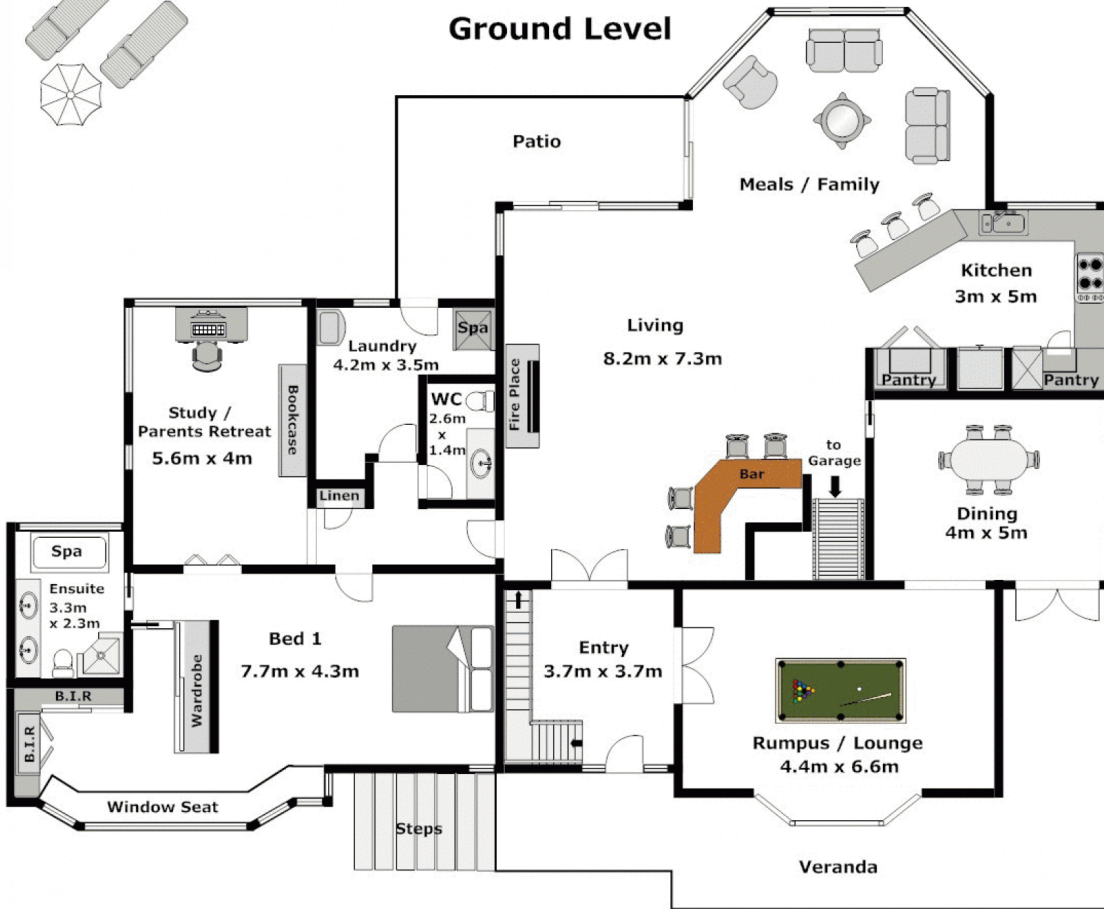 Ground Level
Patio
Meals / Family
Kitchen
3m x 5m
Living
8.2m x 7.3m
Laundry
4.2m x 3.5m
Spa
Fire Place
Pantry
Pantry
WC
2.6m
x
1.4m
Study /
Parents Retreat
5.6m x 4m
Bookcase
Linen
Bar
to
Garage
Dining
4m x 5m
Spa
Ensuite
3.3m
x 2.3m
Bed 1
7.7m x 4.3m
Wardrobe
B.I.R
B.I.R
Entry
3.7m x 3.7m
Rumpus / Lounge
4.4m x 6.6m
Window Seat
Steps
Veranda